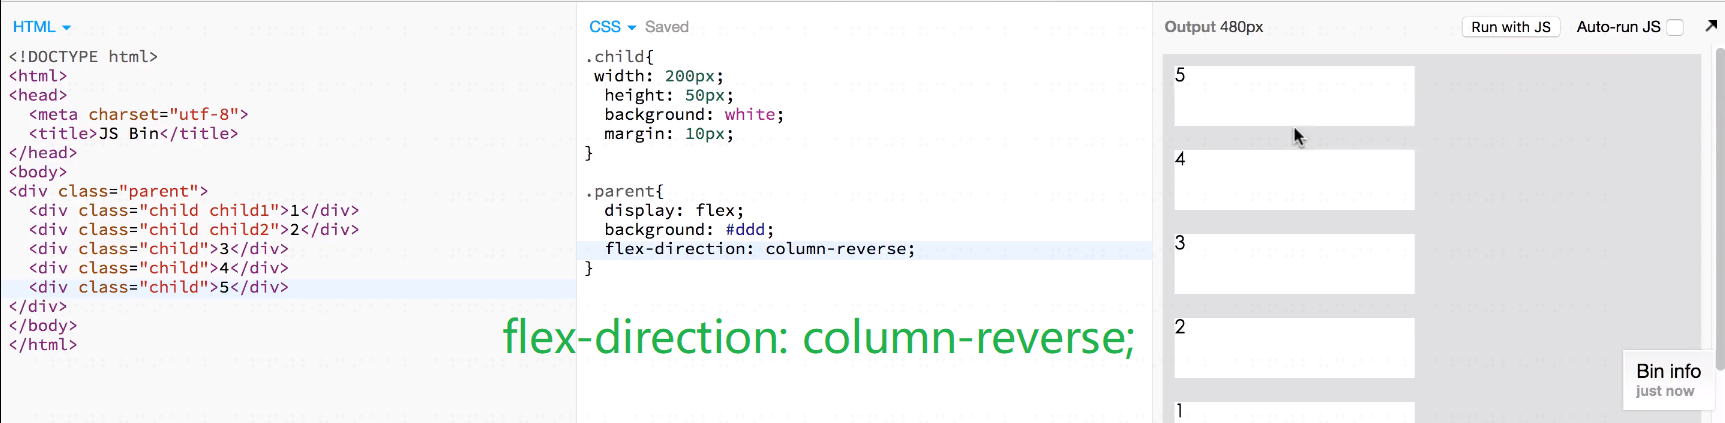 HTML
<!DOCTYPE html>
<html>
<head>
  <meta charset="utf-8">
  <title>JS Bin</title>
</head>
<body>
<div class="parent">
  <div class="child child1">1</div>
  <div class="child child2">2</div>
  <div class="child">3</div>
  <div class="child">4</div>
  <div class="child">5</div>
</div>
</body>
</html>
CSS Saved
.child{
 width: 200px;
  height: 50px;
  background: white;
  margin: 10px;
}
.parent{
  display: flex;
  background: #ddd;
  flex-direction: column-reverse;
}
flex-direction: column-reverse;
Output 480px Run with JS Auto-run JS
5
4
3
2
1
Bin info
just now